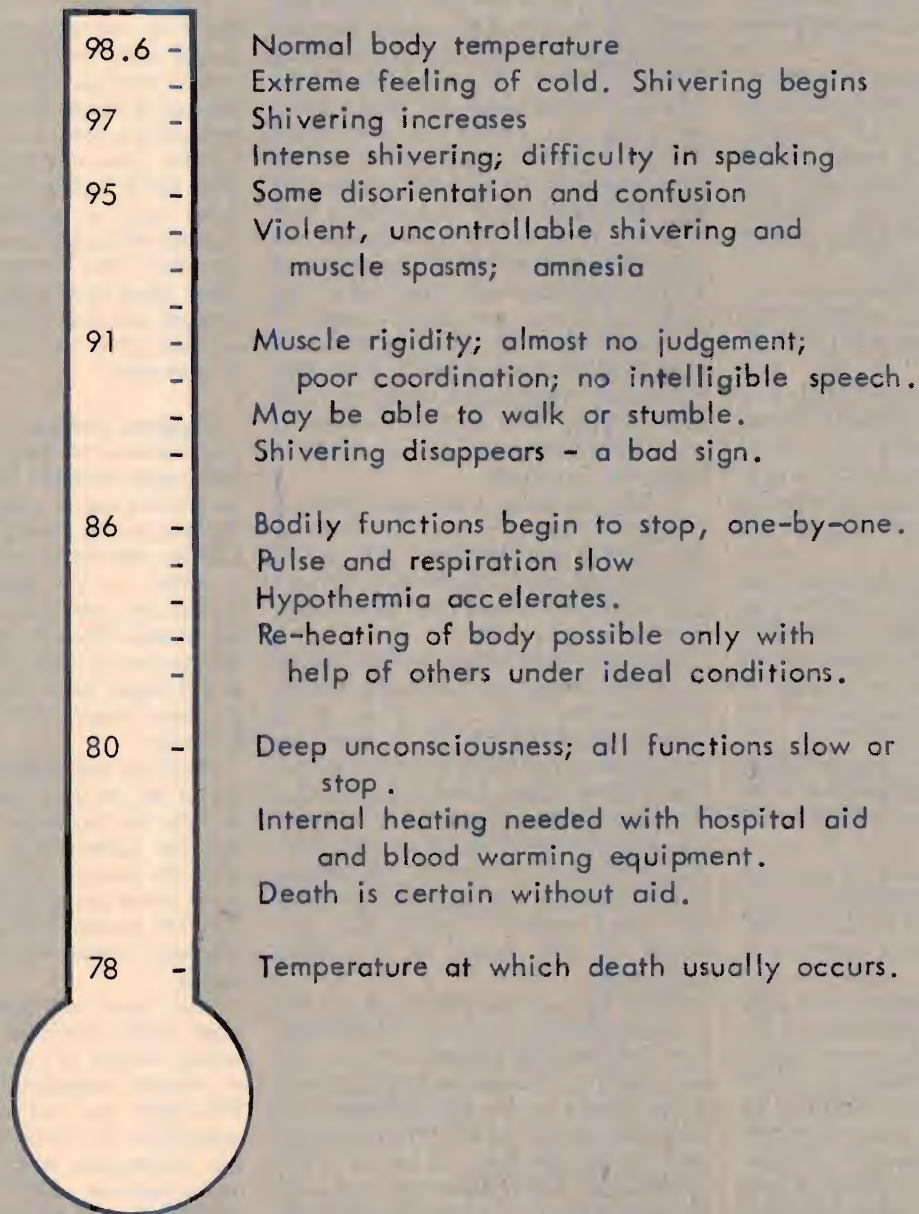 98.6 - Normal body temperature
- Extreme feeling of cold. Shivering begins
97 - Shivering increases
Intense shivering; difficulty in speaking
95 - Some disorientation and confusion
- Violent, uncontrollable shivering and
- muscle spasms; amnesia
-
91 - Muscle rigidity; almost no judgement;
- poor coordination; no intelligible speech.
- May be able to walk or stumble.
- Shivering disappears - a bad sign.
86 - Bodily functions begin to stop, one-by-one.
- Pulse and respiration slow
- Hypothermia accelerates.
- Re-heating of body possible only with
- help of others under ideal conditions.
80 - Deep unconsciousness; all functions slow or
stop .
Internal heating needed with hospital aid
and blood warming equipment.
Death is certain without aid.
78 - Temperature at which death usually occurs.